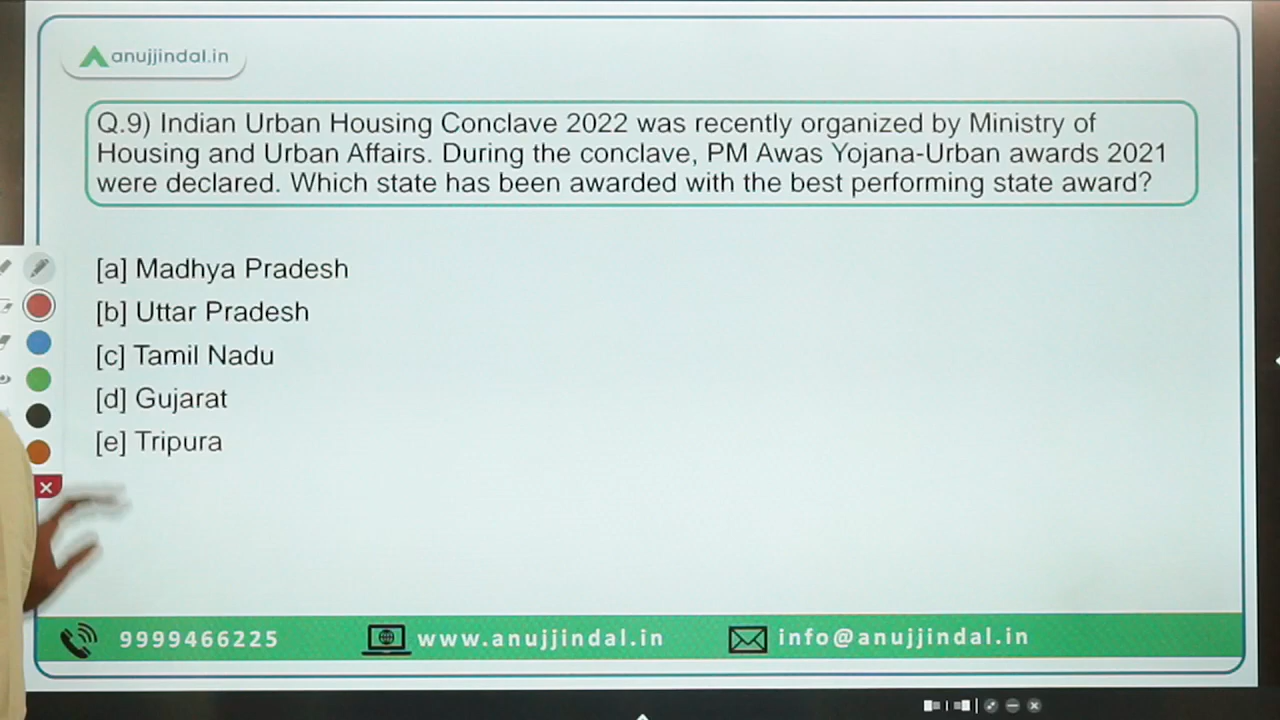 anujjindal.in
Q.9) Indian Urban Housing Conclave 2022 was recently organized by Ministry of
Housing and Urban Affairs. During the conclave, PM Awas Yojana-Urban awards 2021
were declared. Which state has been awarded with the best performing state award?
[a] Madhya Pradesh
[b] Uttar Pradesh
[c] Tamil Nadu
[d] Gujarat
[e] Tripura
9999466225 www.anujjindal.in info@anujjindal.in